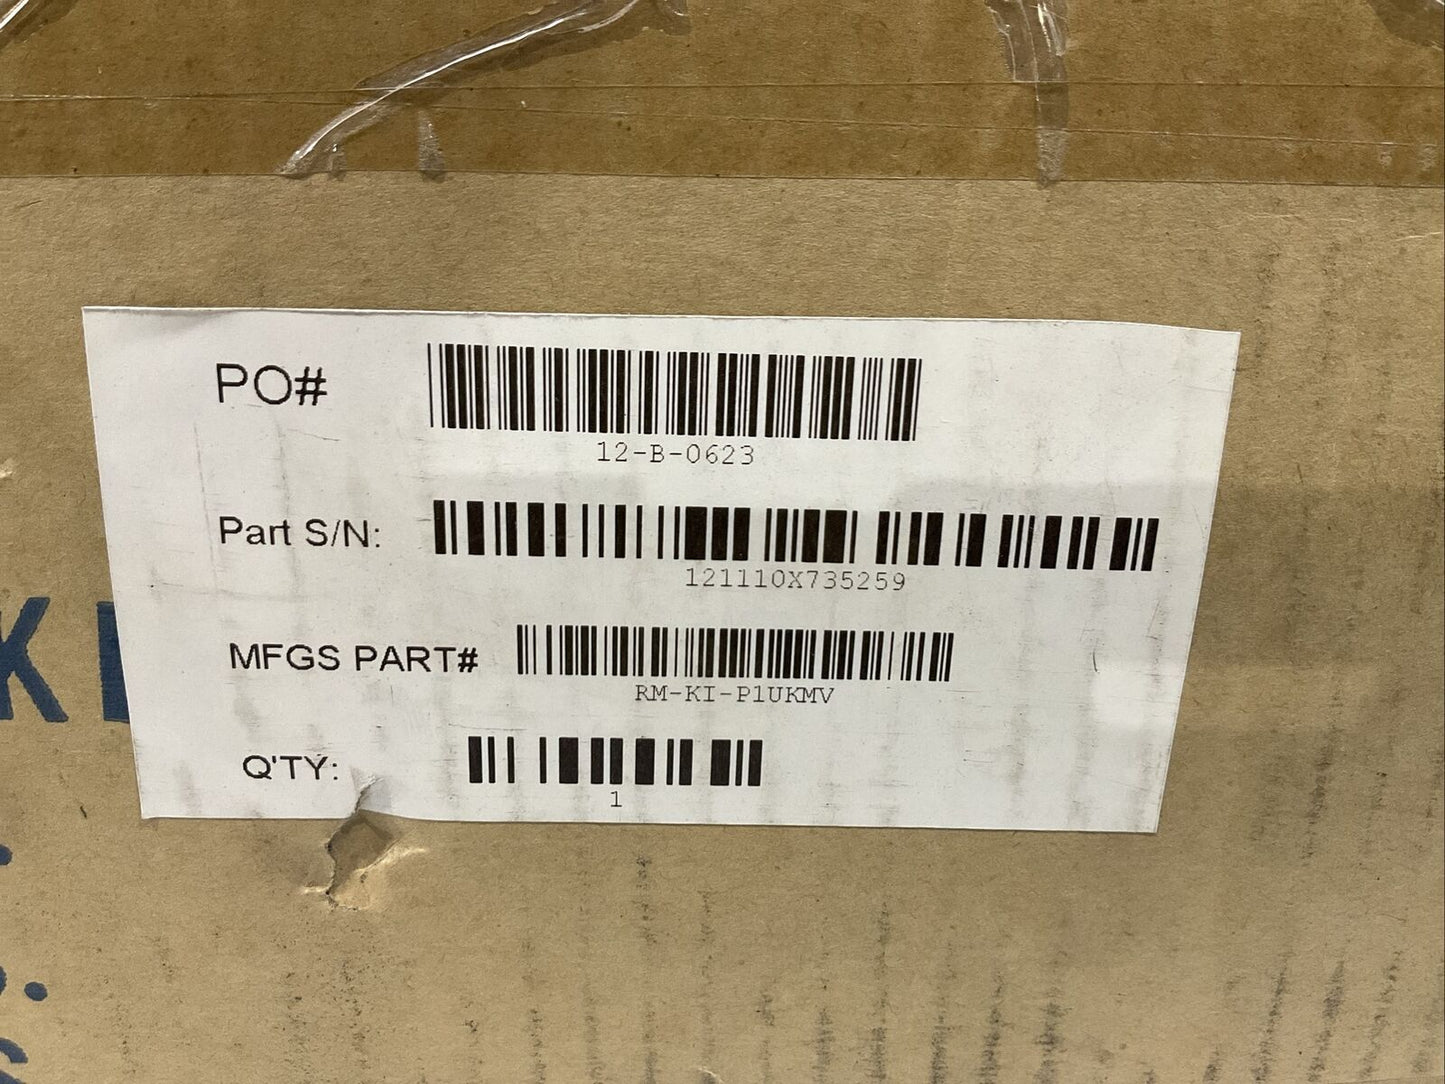 PO#
12-B-0623
Part S/N:
121110X735259
MFGS PART#
RM-KI-P1UKMV
Q'TY:
1